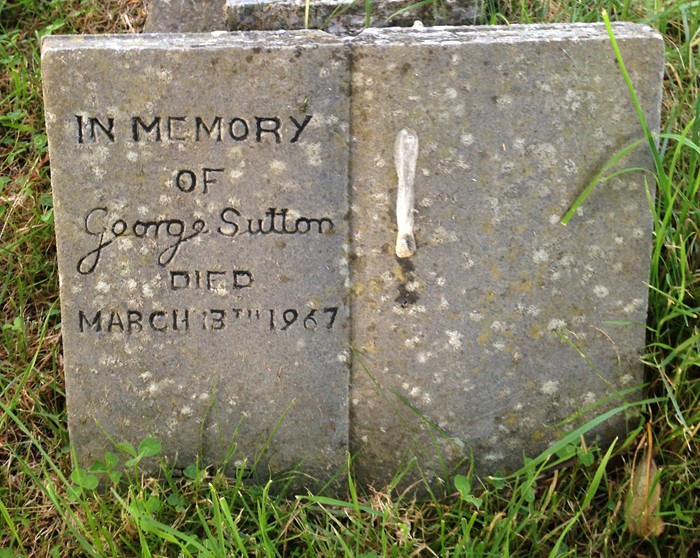 IN MEMORY
OF
George Sutton
DIED
MARCH 13TH 1967